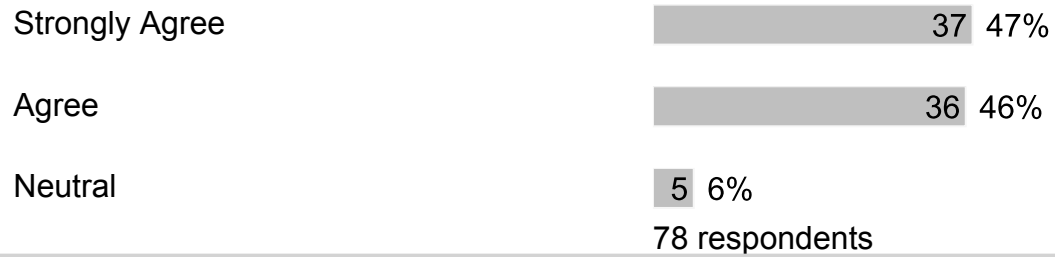 Strongly Agree 37 47%
Agree 36 46%
Neutral 5 6%
78 respondents